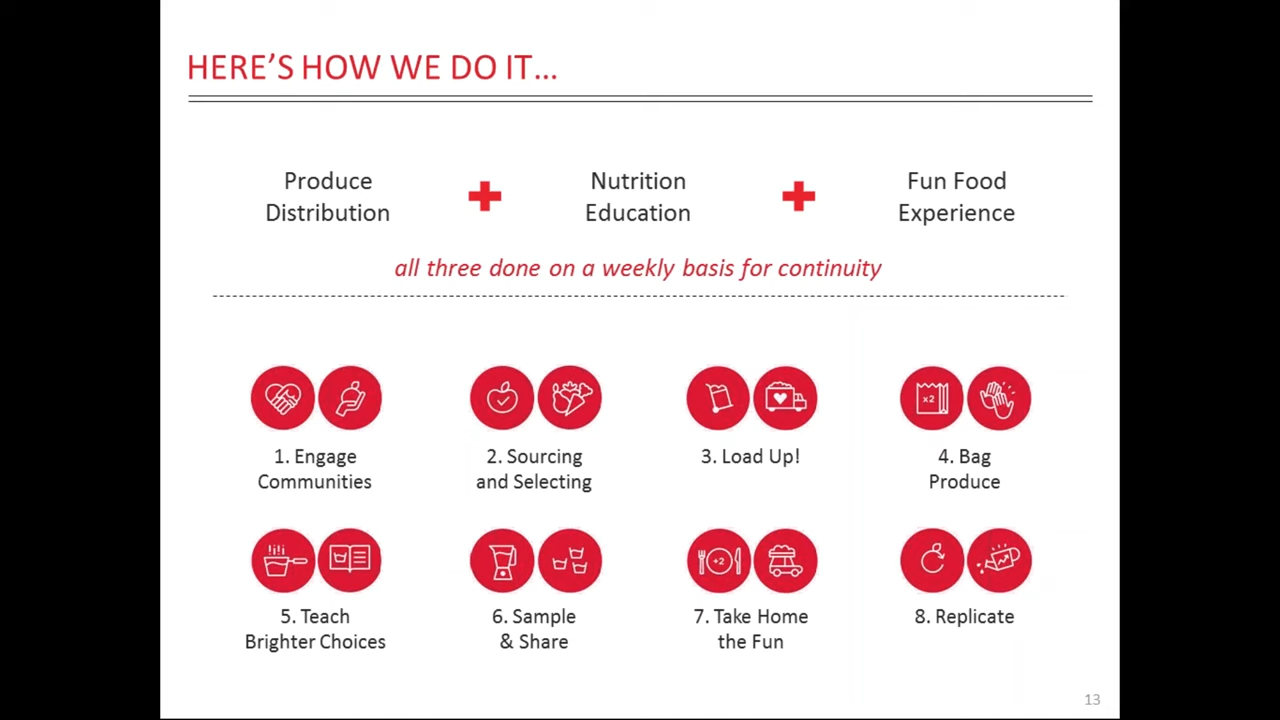 HERE'S HOW WE DO IT...
Produce
Distribution
Nutrition
Education
Fun Food
Experience
all three done on a weekly basis for continuity
x2
1. Engage
Communities
2. Sourcing
and Selecting
3. Load Up!
4. Bag
Produce
+2
5. Teach
Brighter Choices
6. Sample
& Share
7. Take Home
the Fun
8. Replicate
13